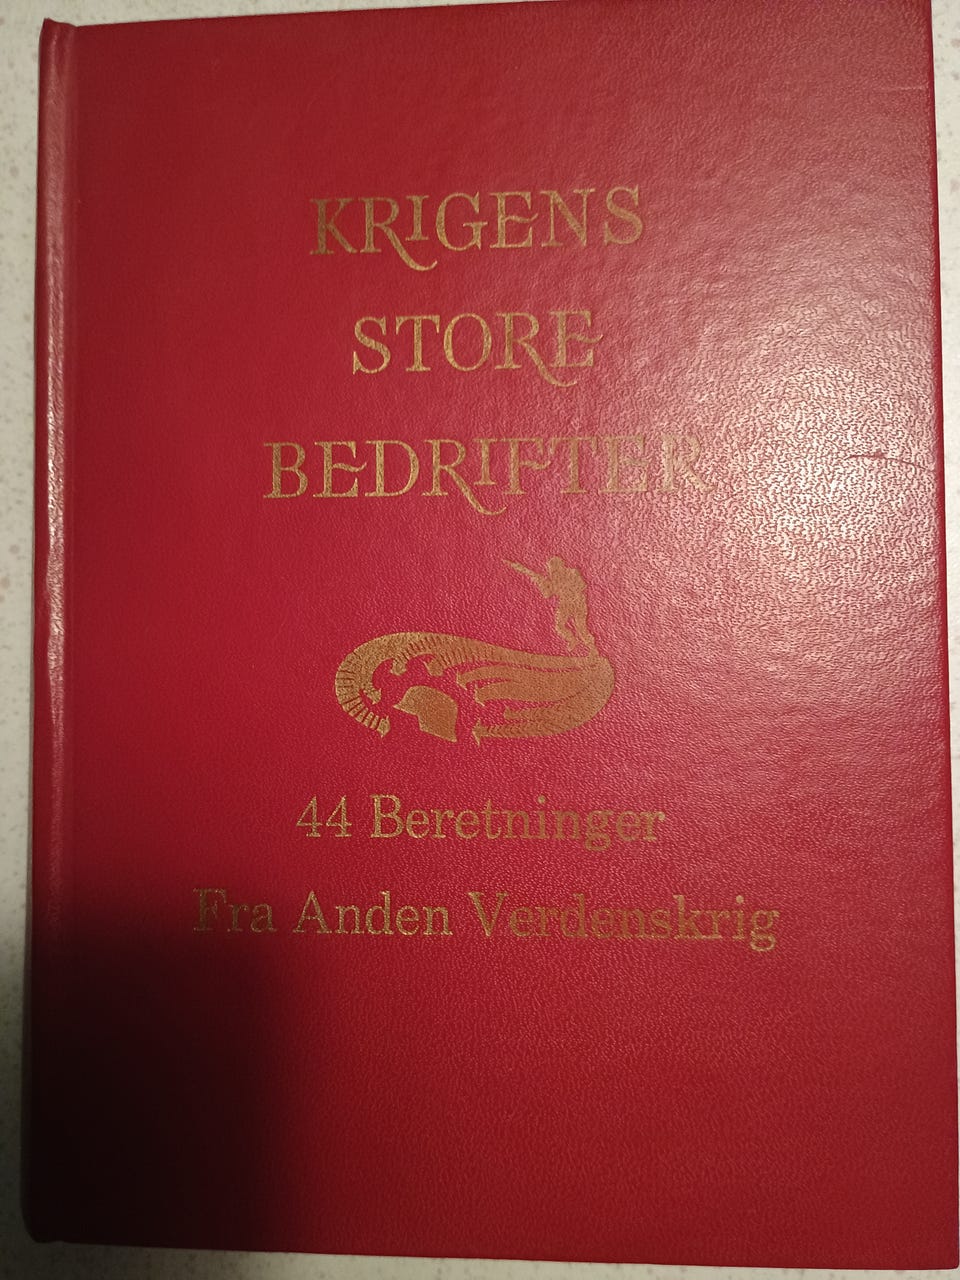 KRIGENS
STORE
BEDRIFTER
44 Beretninger
Fra Anden Verdenskrig